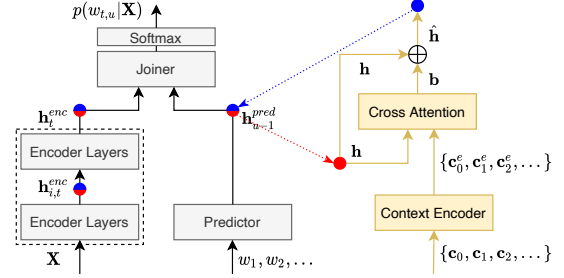 p(w_{t,u}|X)
Softmax
Joiner
h_t^{enc}
h_{u-1}^{pred}
Encoder Layers
h_{i,t}^{enc}
Encoder Layers
X
Predictor
w_1, w_2, ...
ĥ
h
b
Cross Attention
h
{c_0^e, c_1^e, c_2^e, ...}
Context Encoder
{c_0, c_1, c_2, ...}